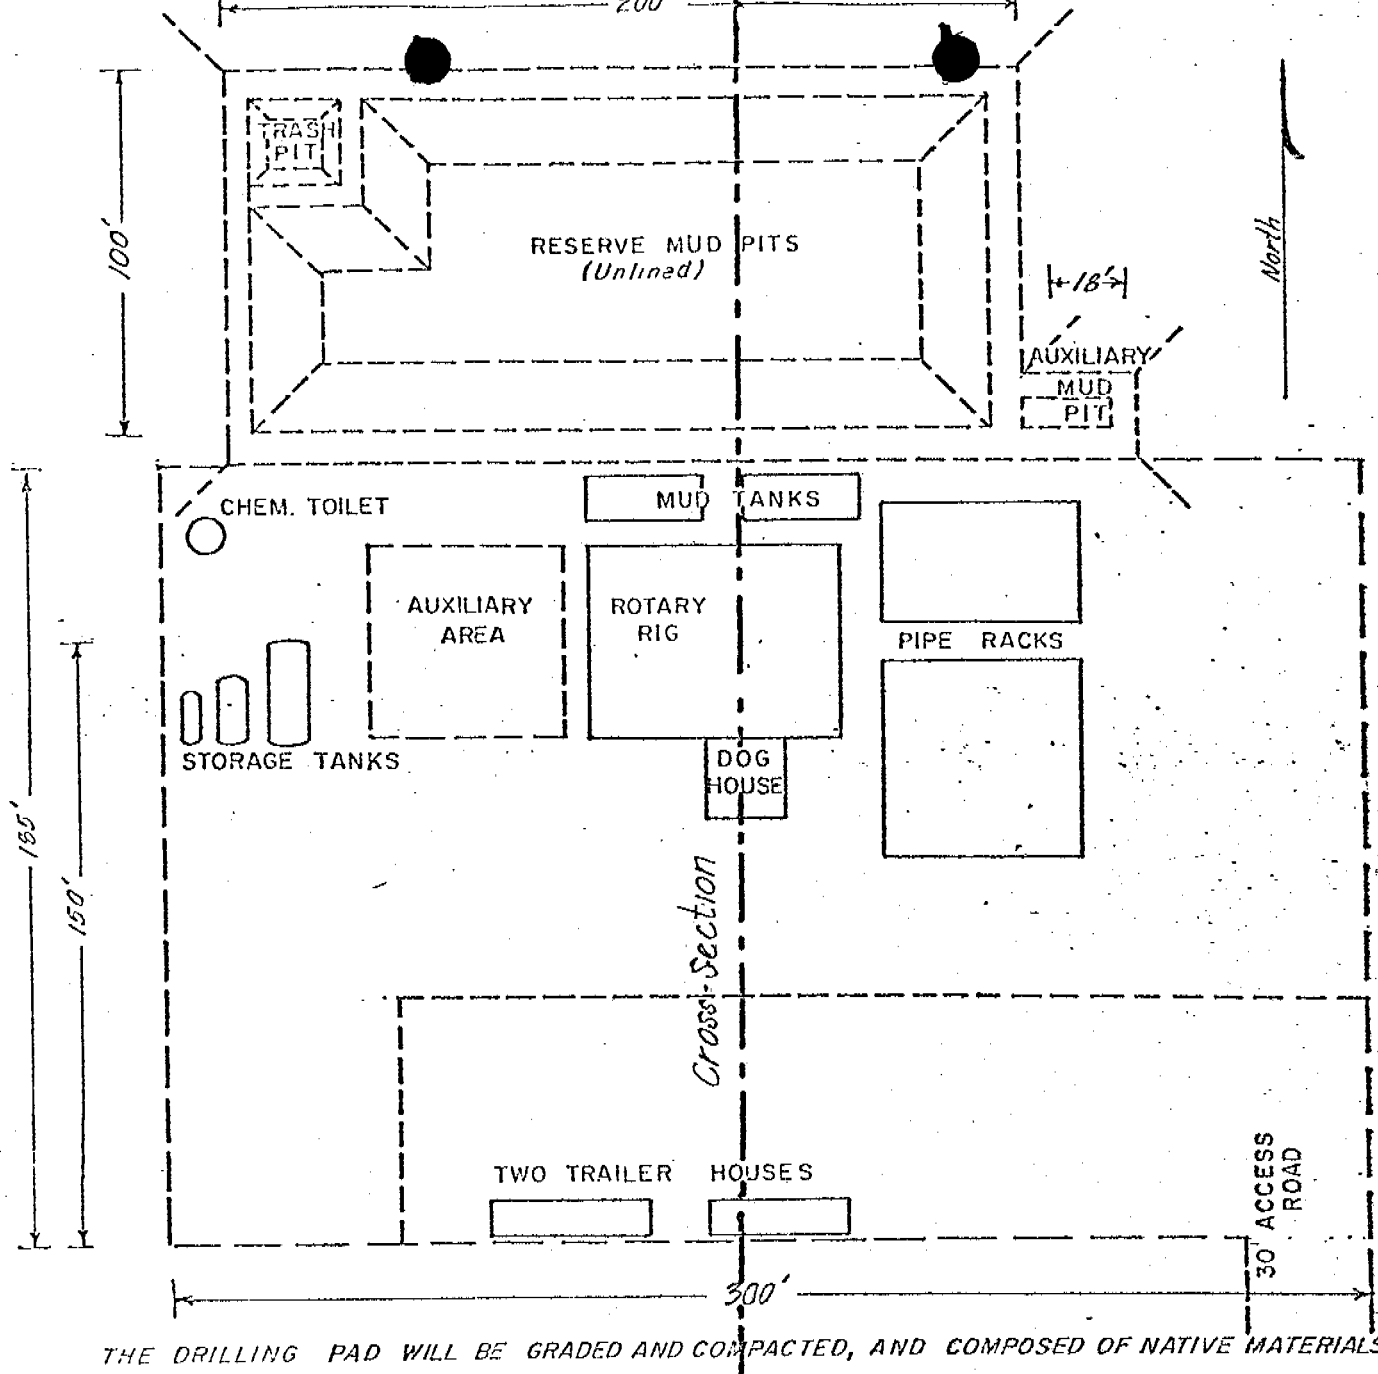 200'
TRASH
PIT
100'
RESERVE MUD PITS
(Unlined)
North
18'
AUXILIARY
MUD
PIT
CHEM. TOILET
MUD TANKS
AUXILIARY
AREA
ROTARY
RIG
PIPE RACKS
STORAGE TANKS
DOG
HOUSE
150'
Cross-Section
TWO TRAILER HOUSES
30' ACCESS
ROAD
300'
THE DRILLING PAD WILL BE GRADED AND COMPACTED, AND COMPOSED OF NATIVE MATERIALS